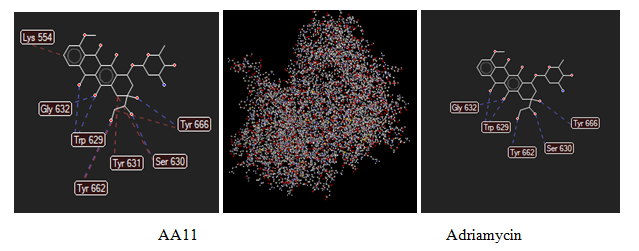 Lys 554
Gly 632
Trp 629
Tyr 666
Tyr 631
Ser 630
Tyr 662
Gly 632
Trp 629
Tyr 666
Tyr 662
Ser 630
AA11
Adriamycin